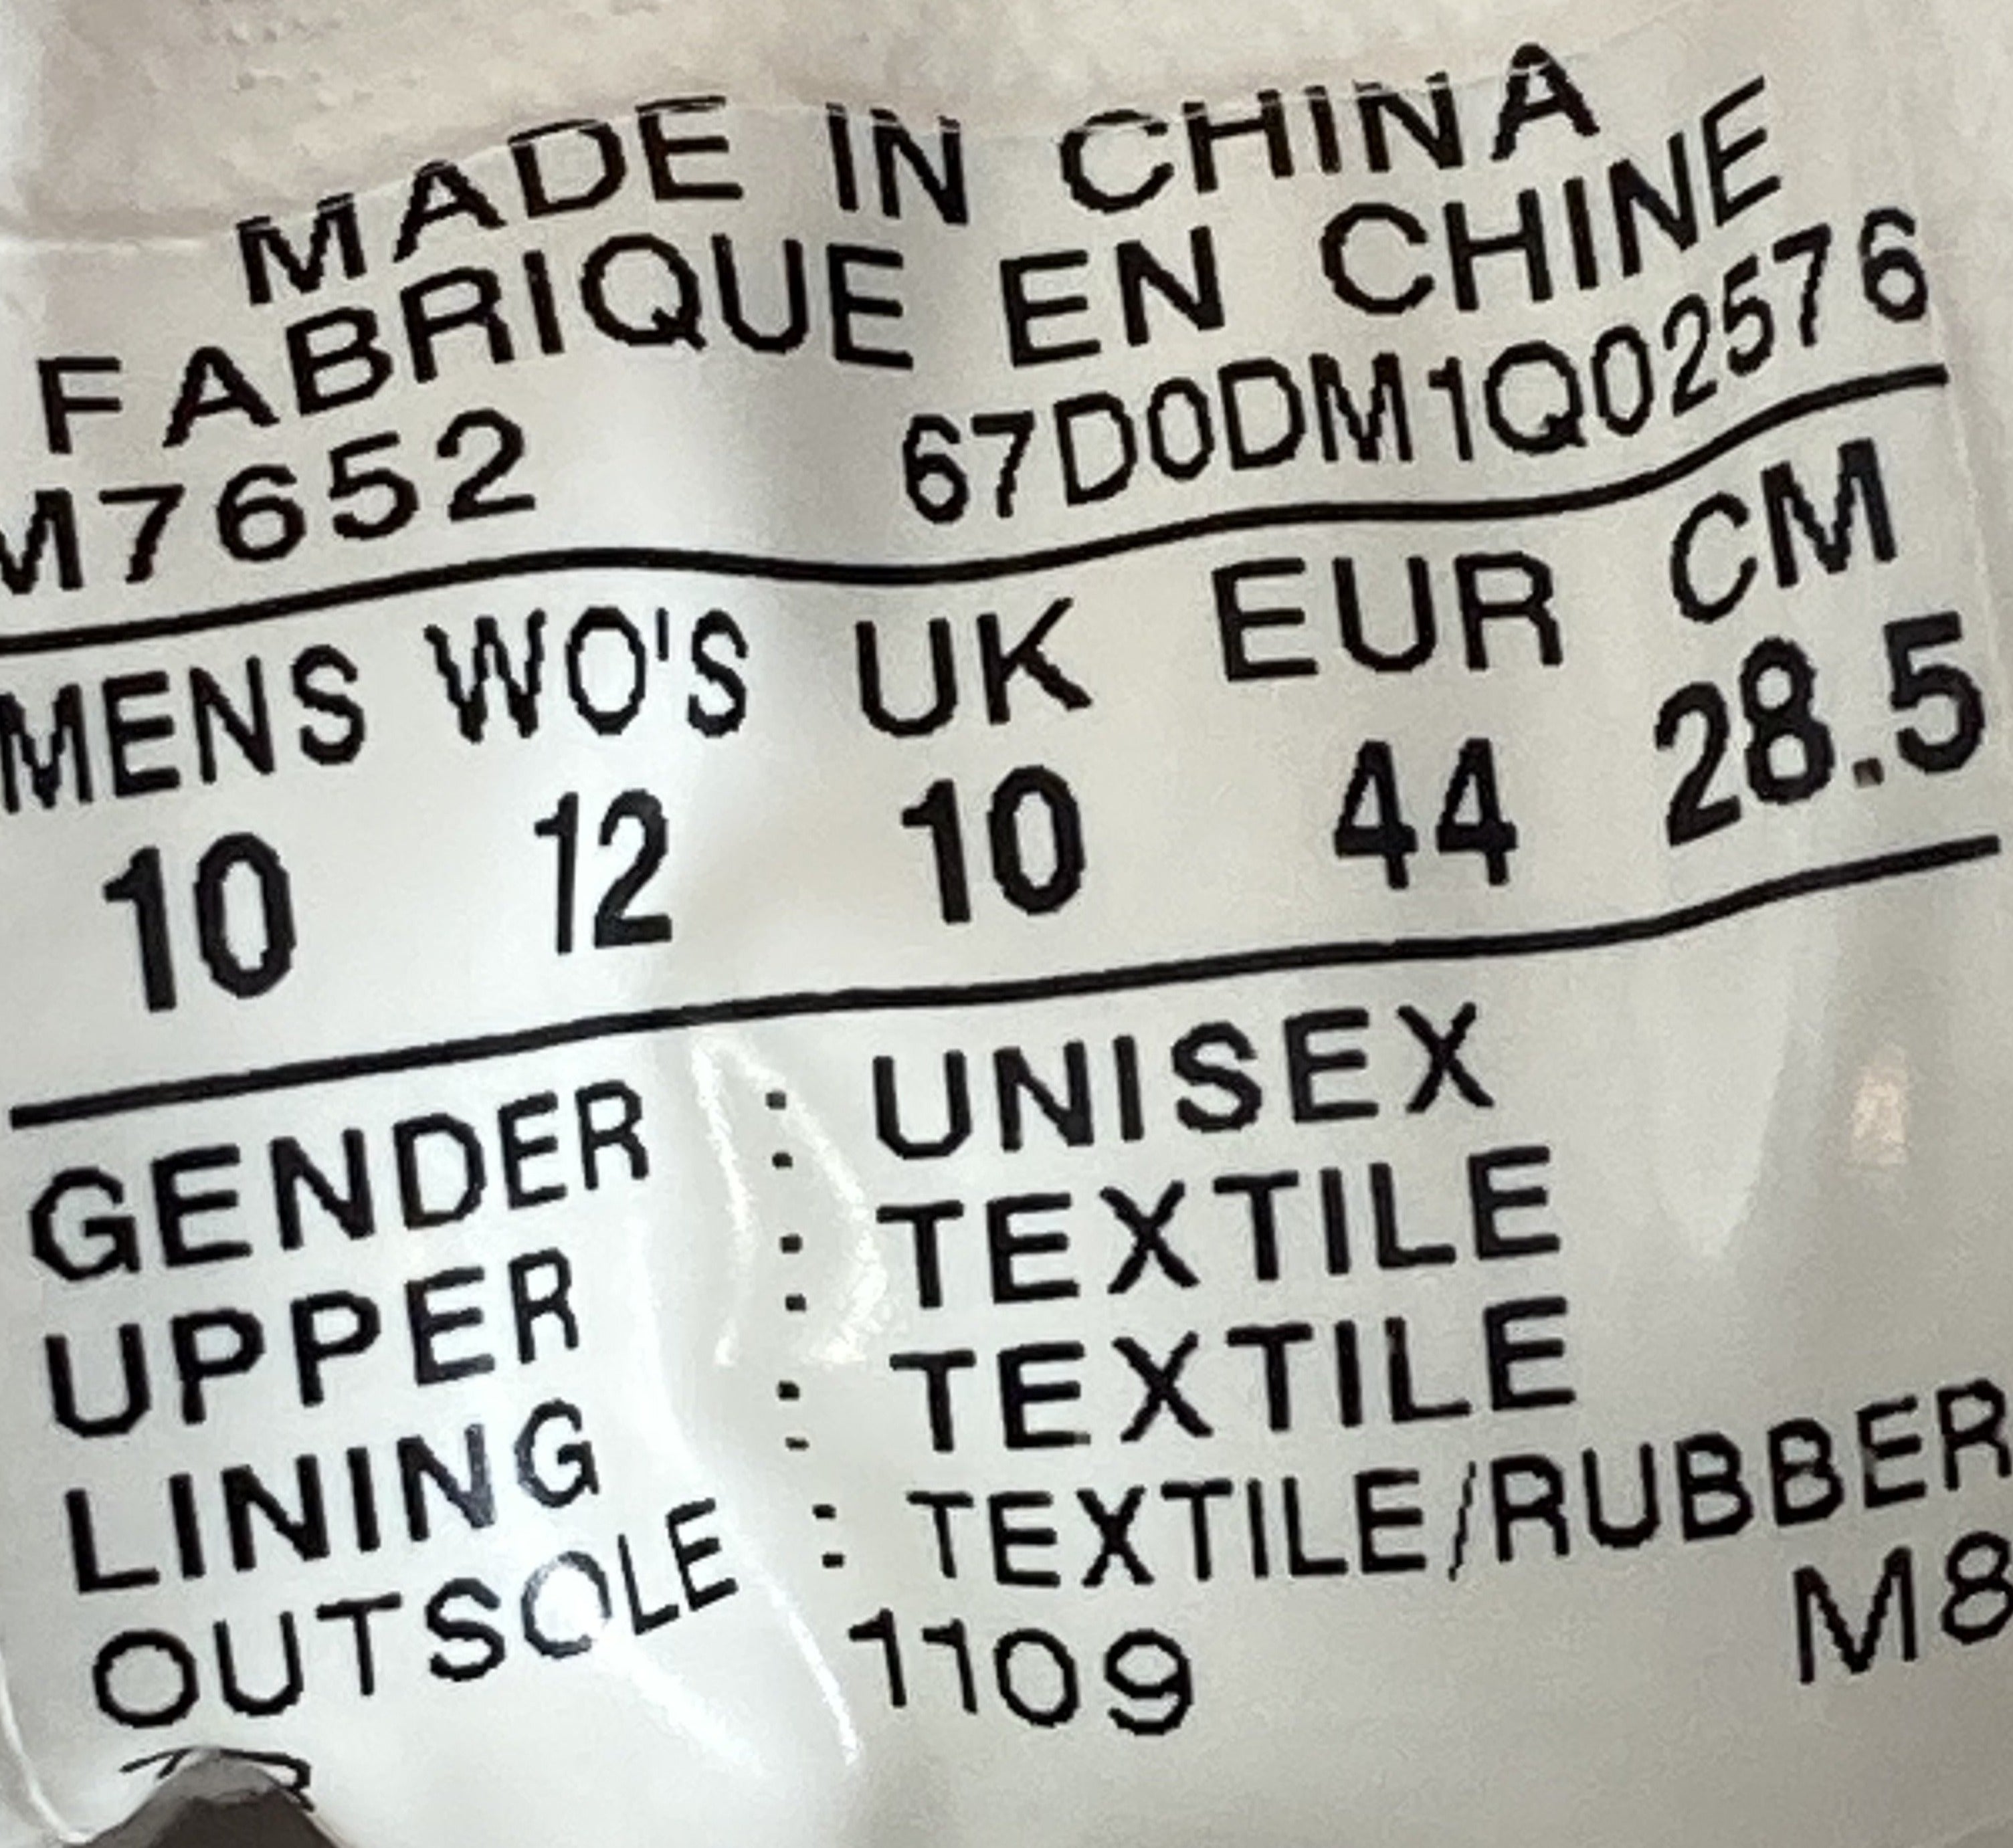 MADE IN CHINA
FABRIQUE EN CHINE
M7652 67D0DM1Q02576
MENS WO'S UK EUR CM
10 12 10 44 28.5
GENDER : UNISEX
UPPER : TEXTILE
LINING : TEXTILE
OUTSOLE : TEXTILE/RUBBER
1109 M8